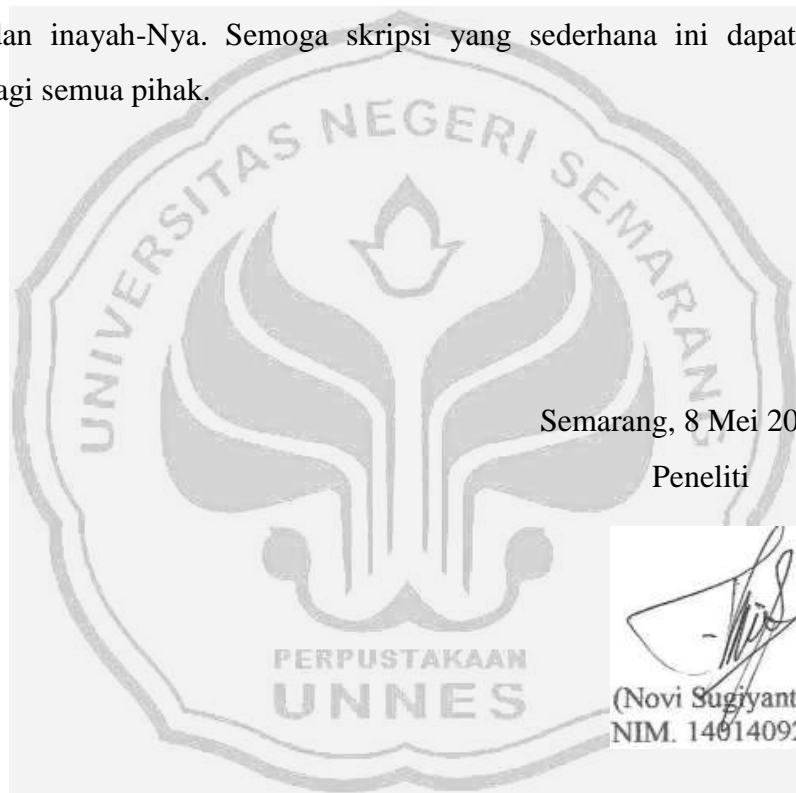 dan inayah-Nya. Semoga skripsi yang sederhana ini dapat
agi semua pihak.
UNIVERSITAS NEGERI SEMARANG
Semarang, 8 Mei 20
Peneliti
PERPUSTAKAAN
UNNES
(Novi Sugiyant
NIM. 1401409